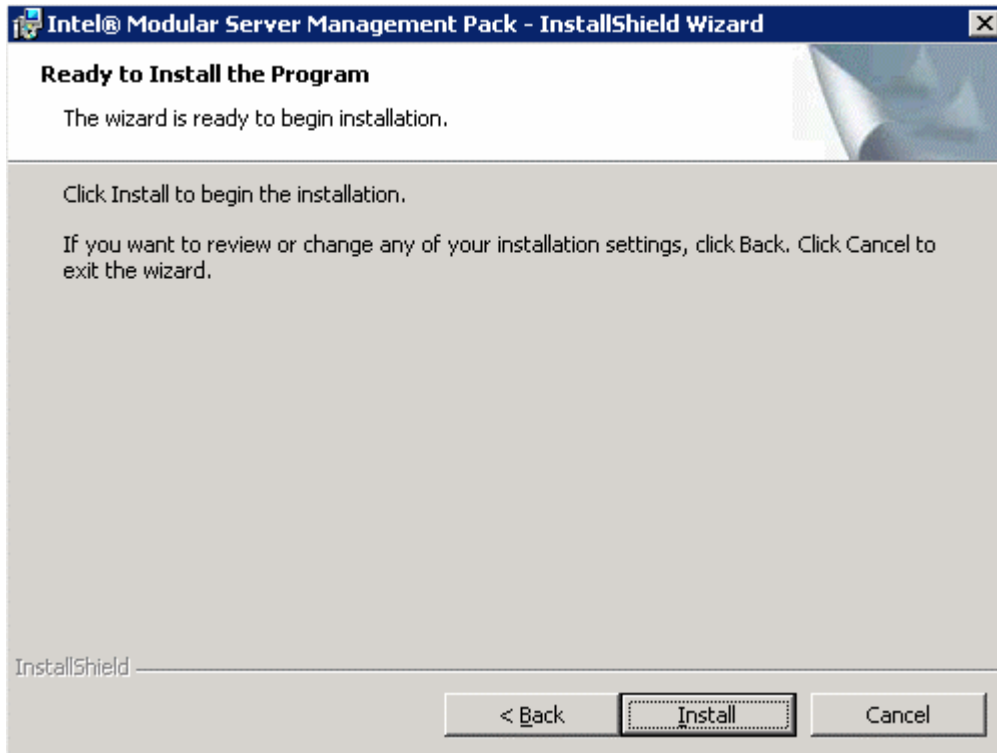 Intel® Modular Server Management Pack - InstallShield Wizard
Ready to Install the Program
The wizard is ready to begin installation.
Click Install to begin the installation.
If you want to review or change any of your installation settings, click Back. Click Cancel to
exit the wizard.
InstallShield
< Back
Install
Cancel